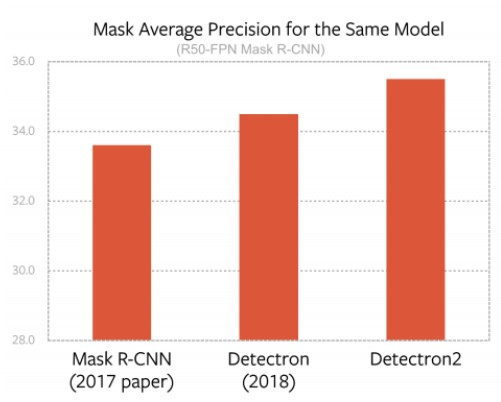 Mask Average Precision for the Same Model
(R50-FPN Mask R-CNN)
36.0
34.0
32.0
30.0
28.0
Mask R-CNN
(2017 paper)
Detectron
(2018)
Detectron2